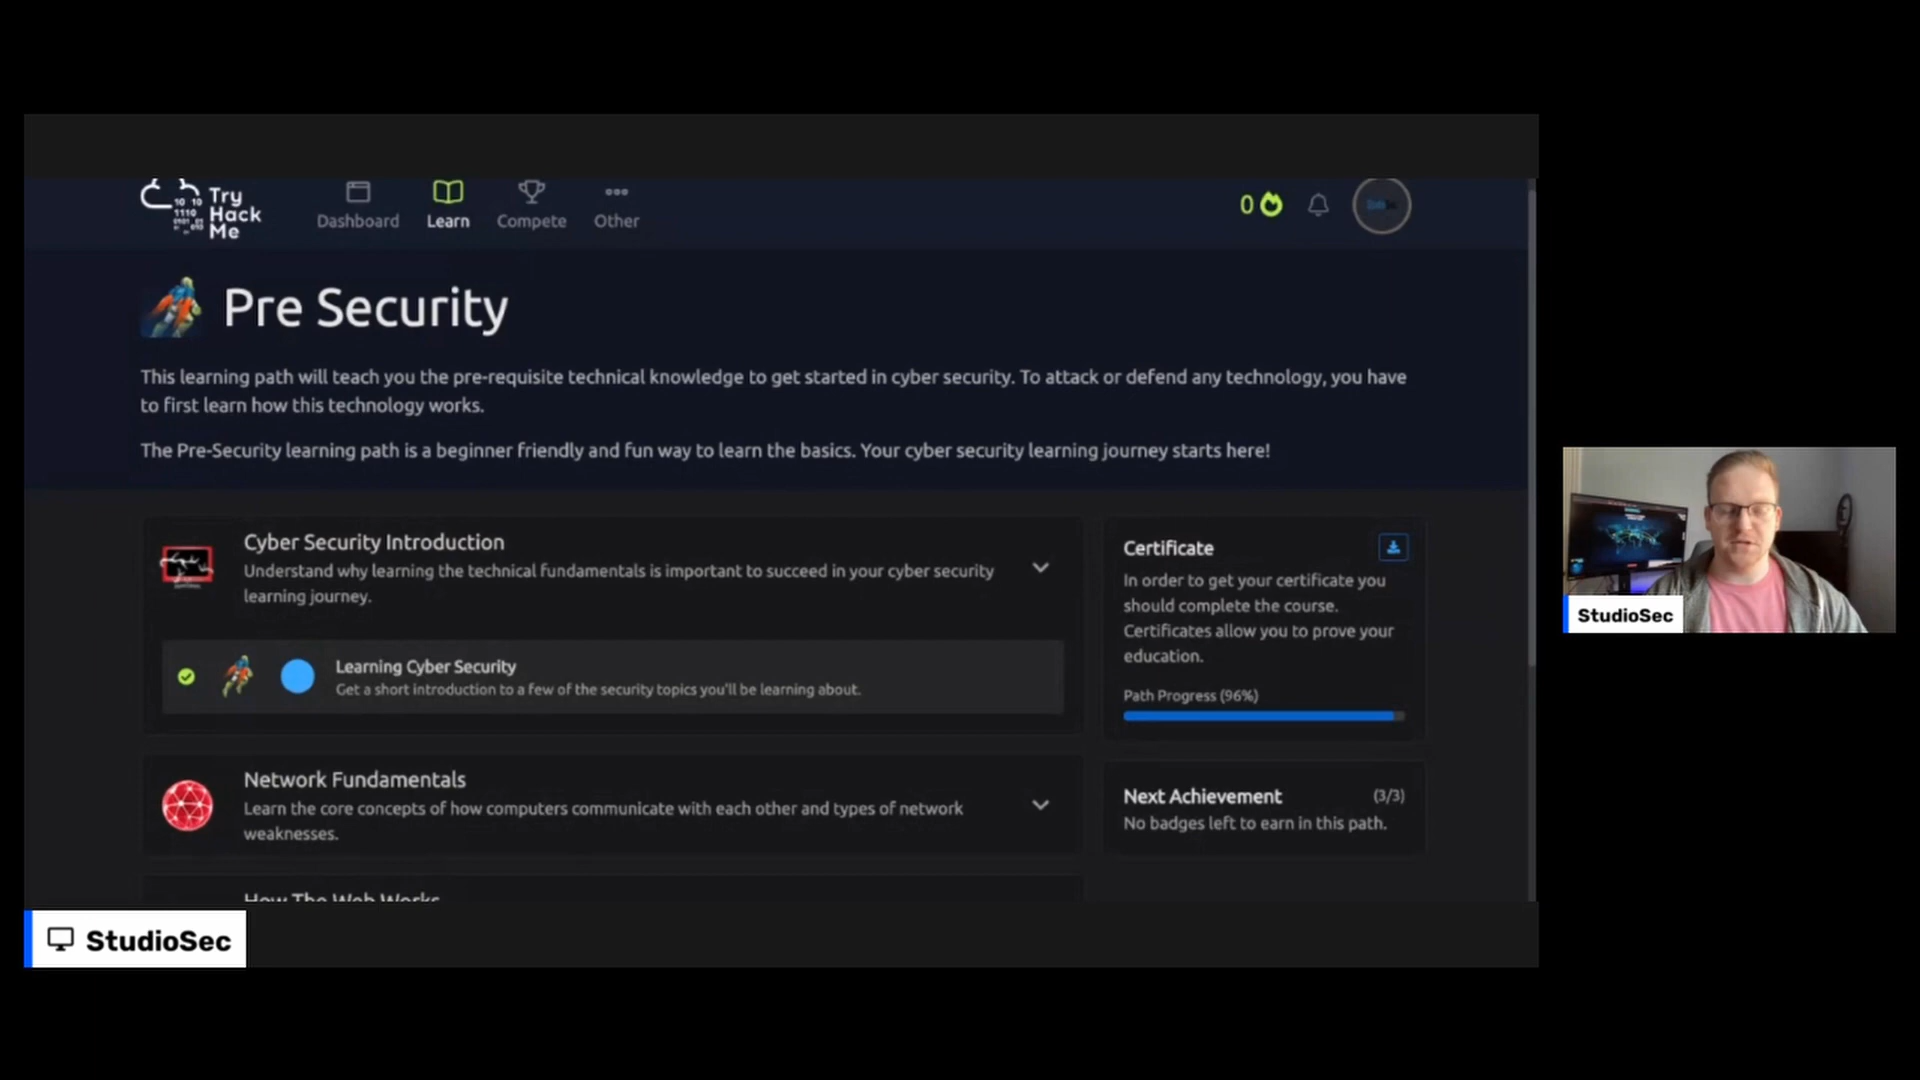 Try
Hack
Me
10 10
1110
Dashboard
Learn
Compete
Other
0
Pre Security
This learning path will teach you the pre-requisite technical knowledge to get started in cyber security. To attack or defend any technology, you have
to first learn how this technology works.
The Pre-Security learning path is a beginner friendly and fun way to learn the basics. Your cyber security learning journey starts here!
Cyber Security Introduction
Understand why learning the technical fundamentals is important to succeed in your cyber security
learning journey.
Learning Cyber Security
Get a short introduction to a few of the security topics you'll be learning about.
Network Fundamentals
Learn the core concepts of how computers communicate with each other and types of network
weaknesses.
How The Web Works
Certificate
In order to get your certificate you
should complete the course.
Certificates allow you to prove your
education.
Path Progress (96%)
Next Achievement (3/3)
No badges left to earn in this path.
StudioSec
StudioSec